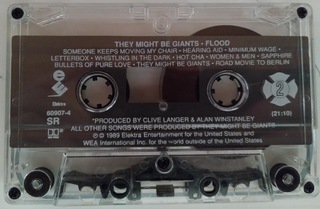 THEY MIGHT BE GIANTS • FLOOD
SOMEONE KEEPS MOVING MY CHAIR • HEARING AID • MINIMUM WAGE •
LETTERBOX • WHISTLING IN THE DARK • HOT CHA • WOMEN & MEN • SAPPHIRE
BULLETS OF PURE LOVE • THEY MIGHT BE GIANTS • ROAD MOVIE TO BERLIN
Elektra
60907-4
SR
2
(21:10)
*PRODUCED BY CLIVE LANGER & ALAN WINSTANLEY
ALL OTHER SONGS WERE PRODUCED BY THEY MIGHT BE GIANTS
℗ © 1989 Elektra Entertainment for the United States and
WEA International Inc. for the world outside of the United States